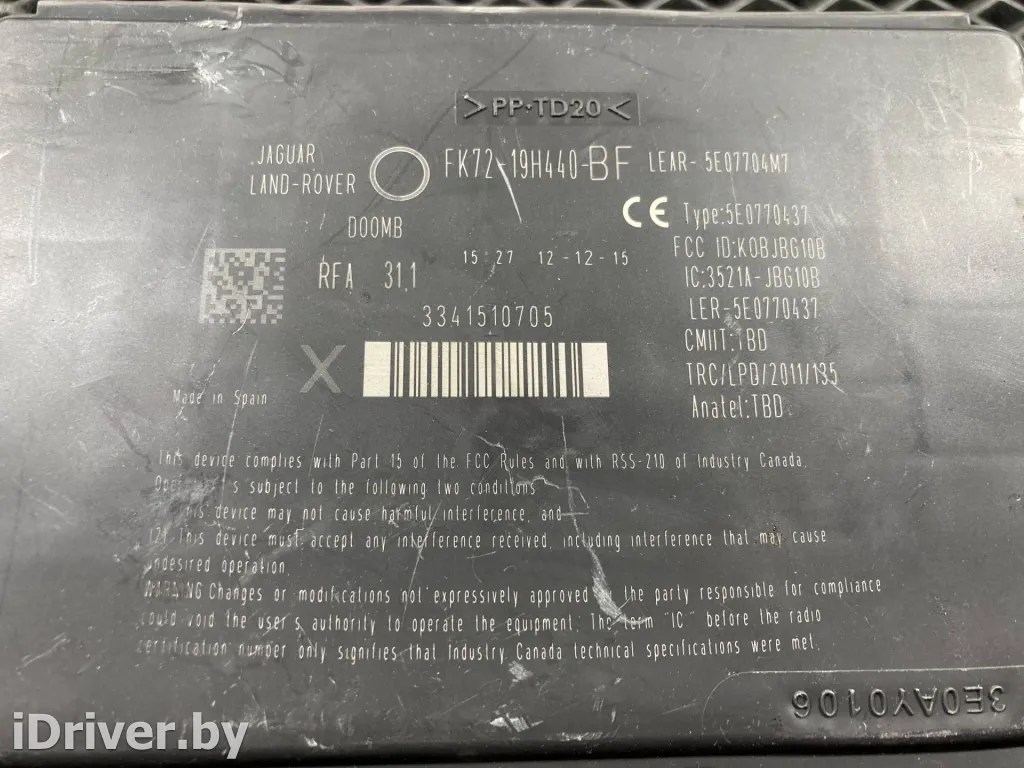 >PP-TD20<
JAGUAR
LAND-ROVER
FK72-19H440-BF LEAR- 5E07704M7
D00MB
CE Type:5E0770437
FCC ID:K0BJBG10B
15:27 12-12-15
RFA 31.1
IC:3521A-JBG10B
LER-5E0770437
3341510705
CMIIT:TBD
X
TRC/LPD/2011/135
Made in Spain
Anatel:TBD
This device complies with Part 15 of the FCC Rules and with RSS-210 of Industry Canada.
is subject to the following two conditions
this device may not cause harmful interference, and
(2) This device must accept any interference received, including interference that may cause
undesired operation
WARNING Changes or modifications not expressively approved the party responsible for compliance
could void the user's authority to operate the equipment. The term "IC" before the radio
certification number only signifies that Industry Canada technical specifications were met.
3E0AY0106
iDriver.by